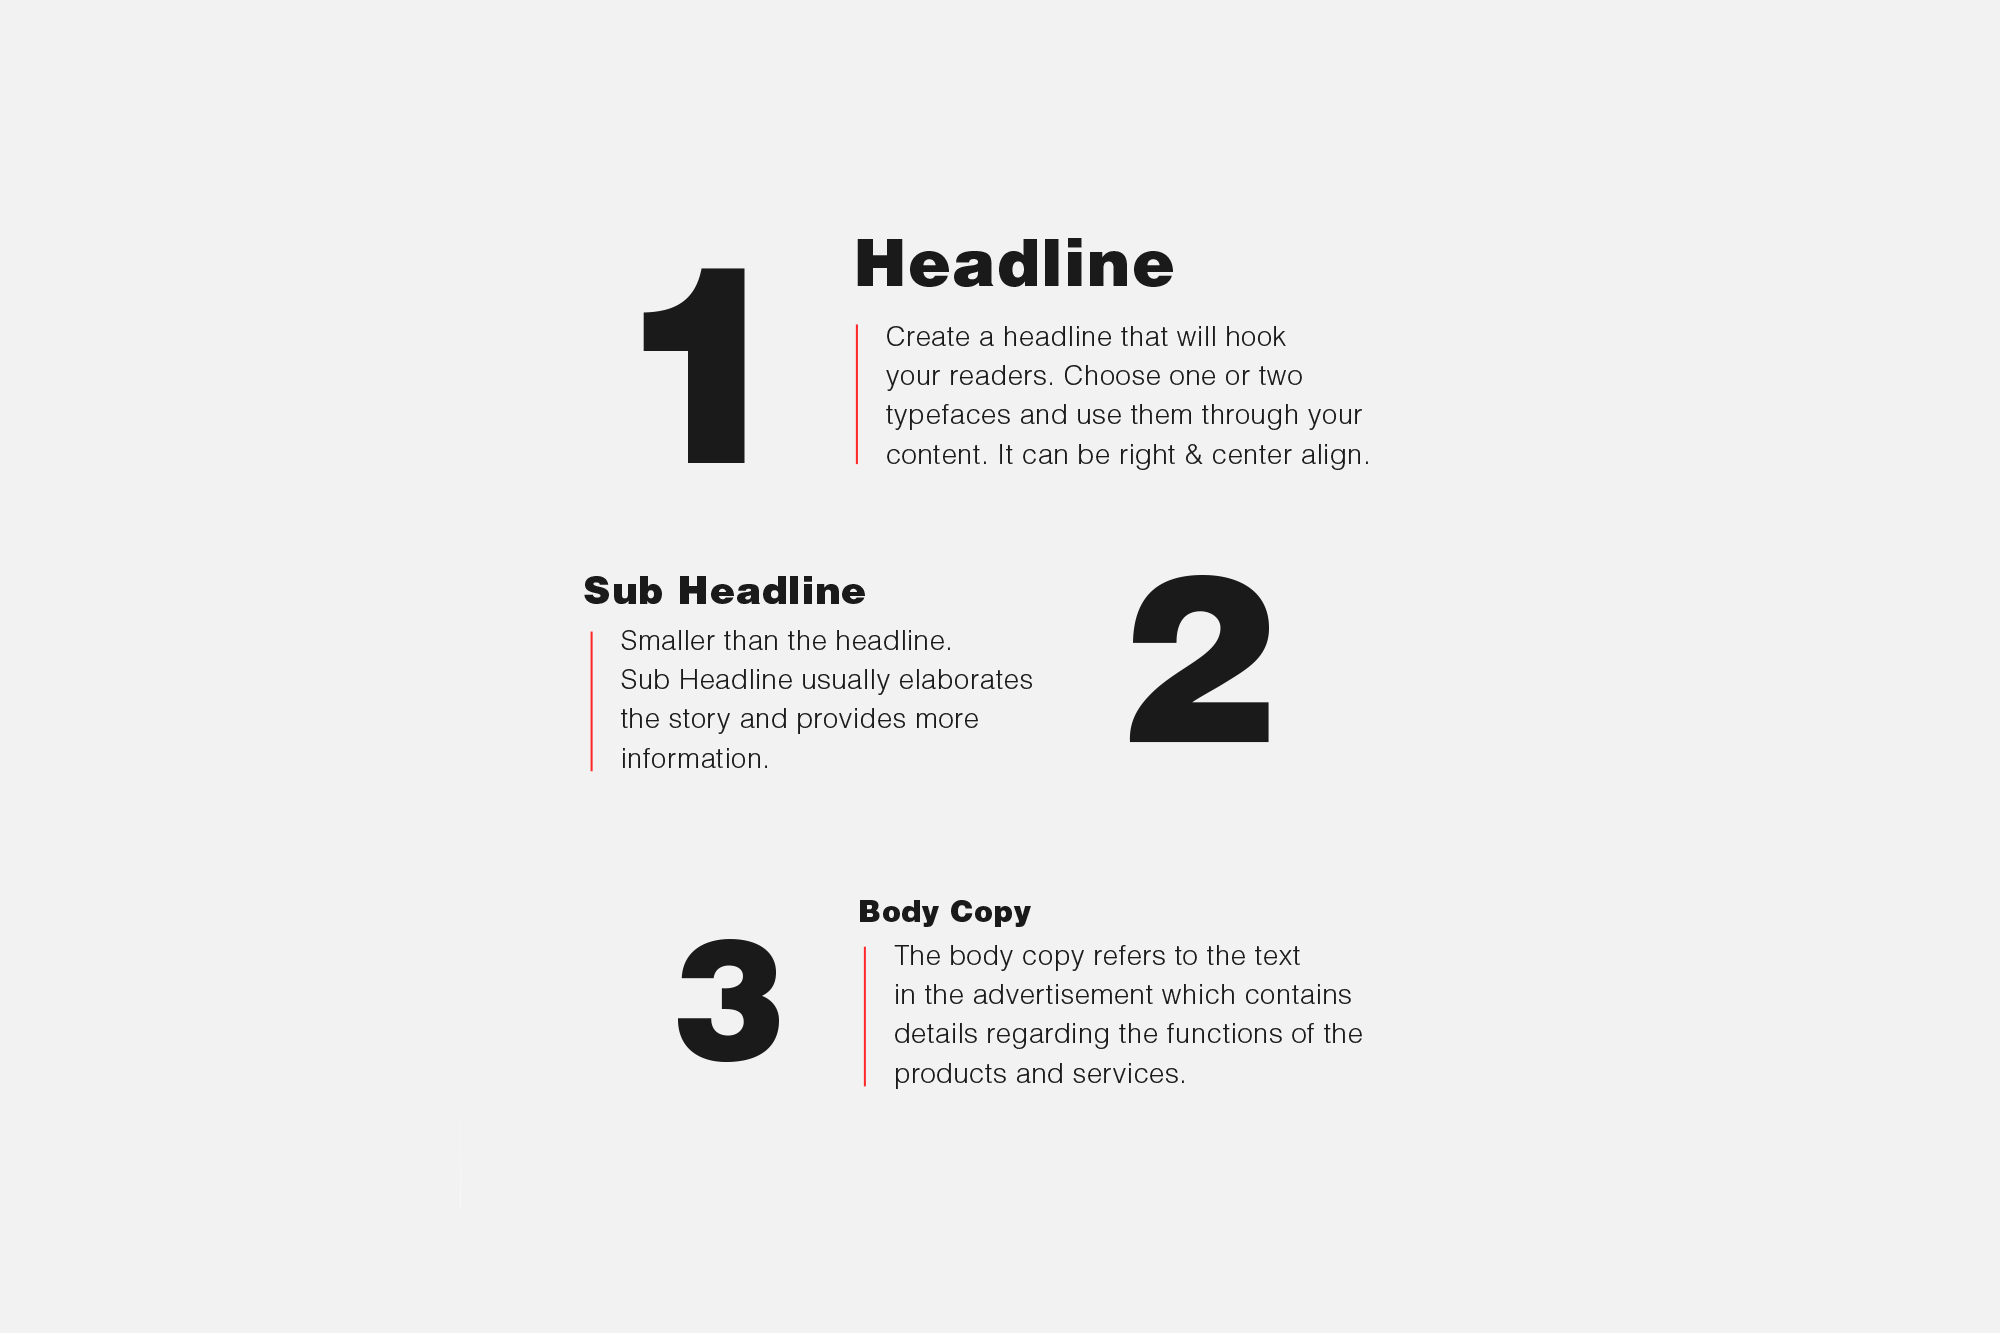 1
Headline
Create a headline that will hook
your readers. Choose one or two
typefaces and use them through your
content. It can be right & center align.
Sub Headline
Smaller than the headline.
Sub Headline usually elaborates
the story and provides more
information.
2
3
Body Copy
The body copy refers to the text
in the advertisement which contains
details regarding the functions of the
products and services.